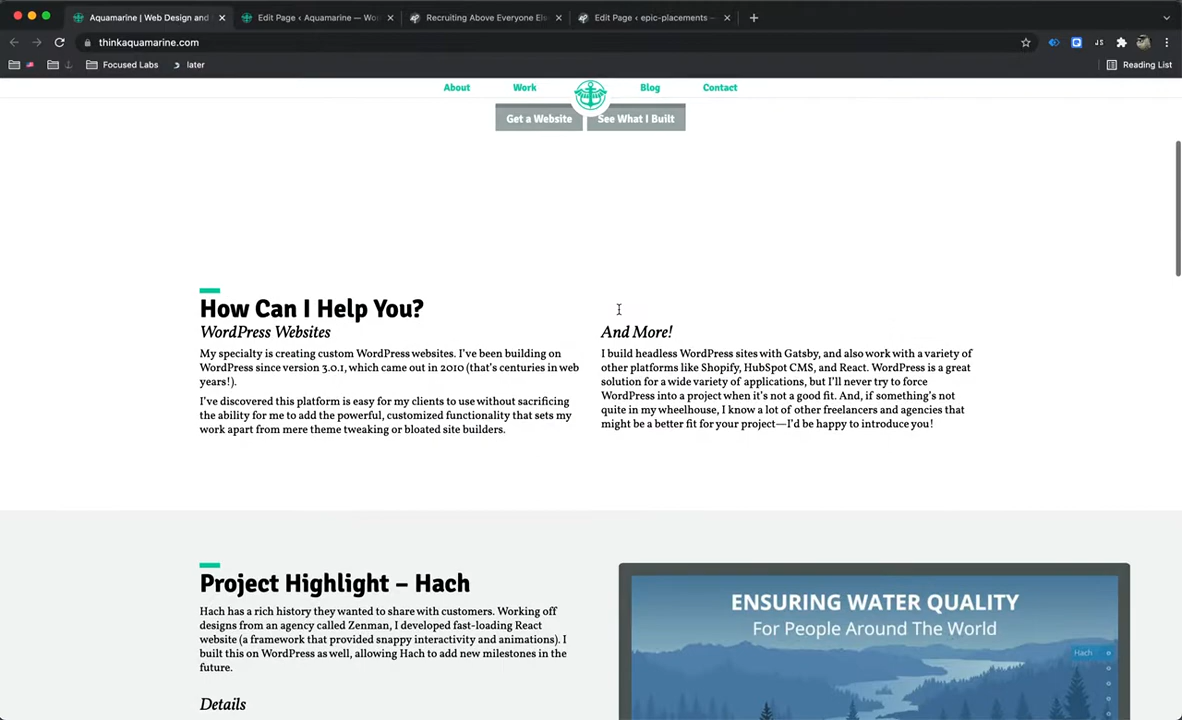 Aquamarine | Web Design and
Edit Page ‹ Aquamarine — Wor
Recruiting Above Everyone El
Edit Page ‹ epic-placements –
thinkaquamarine.com
JS
Focused Labs
later
Reading List
About
Work
Blog
Contact
Get a Website
See What I Built
How Can I Help You?
WordPress Websites
My specialty is creating custom WordPress websites. I've been building on
WordPress since version 3.0.1, which came out in 2010 (that's centuries in web
years!).
I've discovered this platform is easy for my clients to use without sacrificing
the ability for me to add the powerful, customized functionality that sets my
work apart from mere theme tweaking or bloated site builders.
And More!
I build headless WordPress sites with Gatsby, and also work with a variety of
other platforms like Shopify, HubSpot CMS, and React. WordPress is a great
solution for a wide variety of applications, but I'll never try to force
WordPress into a project when it's not a good fit. And, if something's not
quite in my wheelhouse, I know a lot of other freelancers and agencies that
might be a better fit for your project—I'd be happy to introduce you!
Project Highlight – Hach
Hach has a rich history they wanted to share with customers. Working off
designs from an agency called Zenman, I developed fast-loading React
website (a framework that provided snappy interactivity and animations). I
built this on WordPress as well, allowing Hach to add new milestones in the
future.
Details
ENSURING WATER QUALITY
For People Around The World
Hach